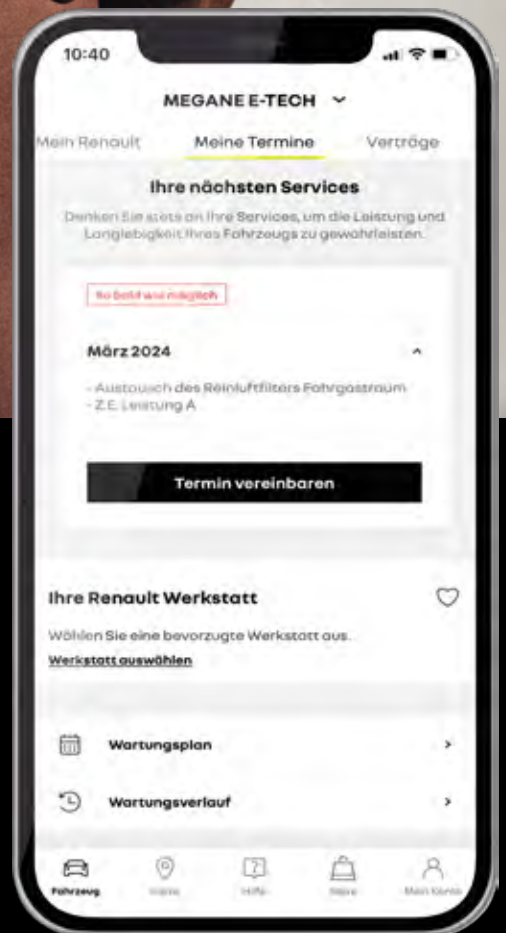 10:40
MEGANE E-TECH
Mein Renault Meine Termine Verträge
Ihre nächsten Services
Denken Sie stets an Ihre Services, um die Leistung und
Langlebigkeit Ihres Fahrzeugs zu gewährleisten.
So bald wie möglich
März 2024
- Austausch des Reinluftfilters Fahrgastraum
- Z.E. Leistung A
Termin vereinbaren
Ihre Renault Werkstatt
Wählen Sie eine bevorzugte Werkstatt aus.
Werkstatt auswählen
Wartungsplan
Wartungsverlauf
Fahrzeug Hilfe Store Mein Konto